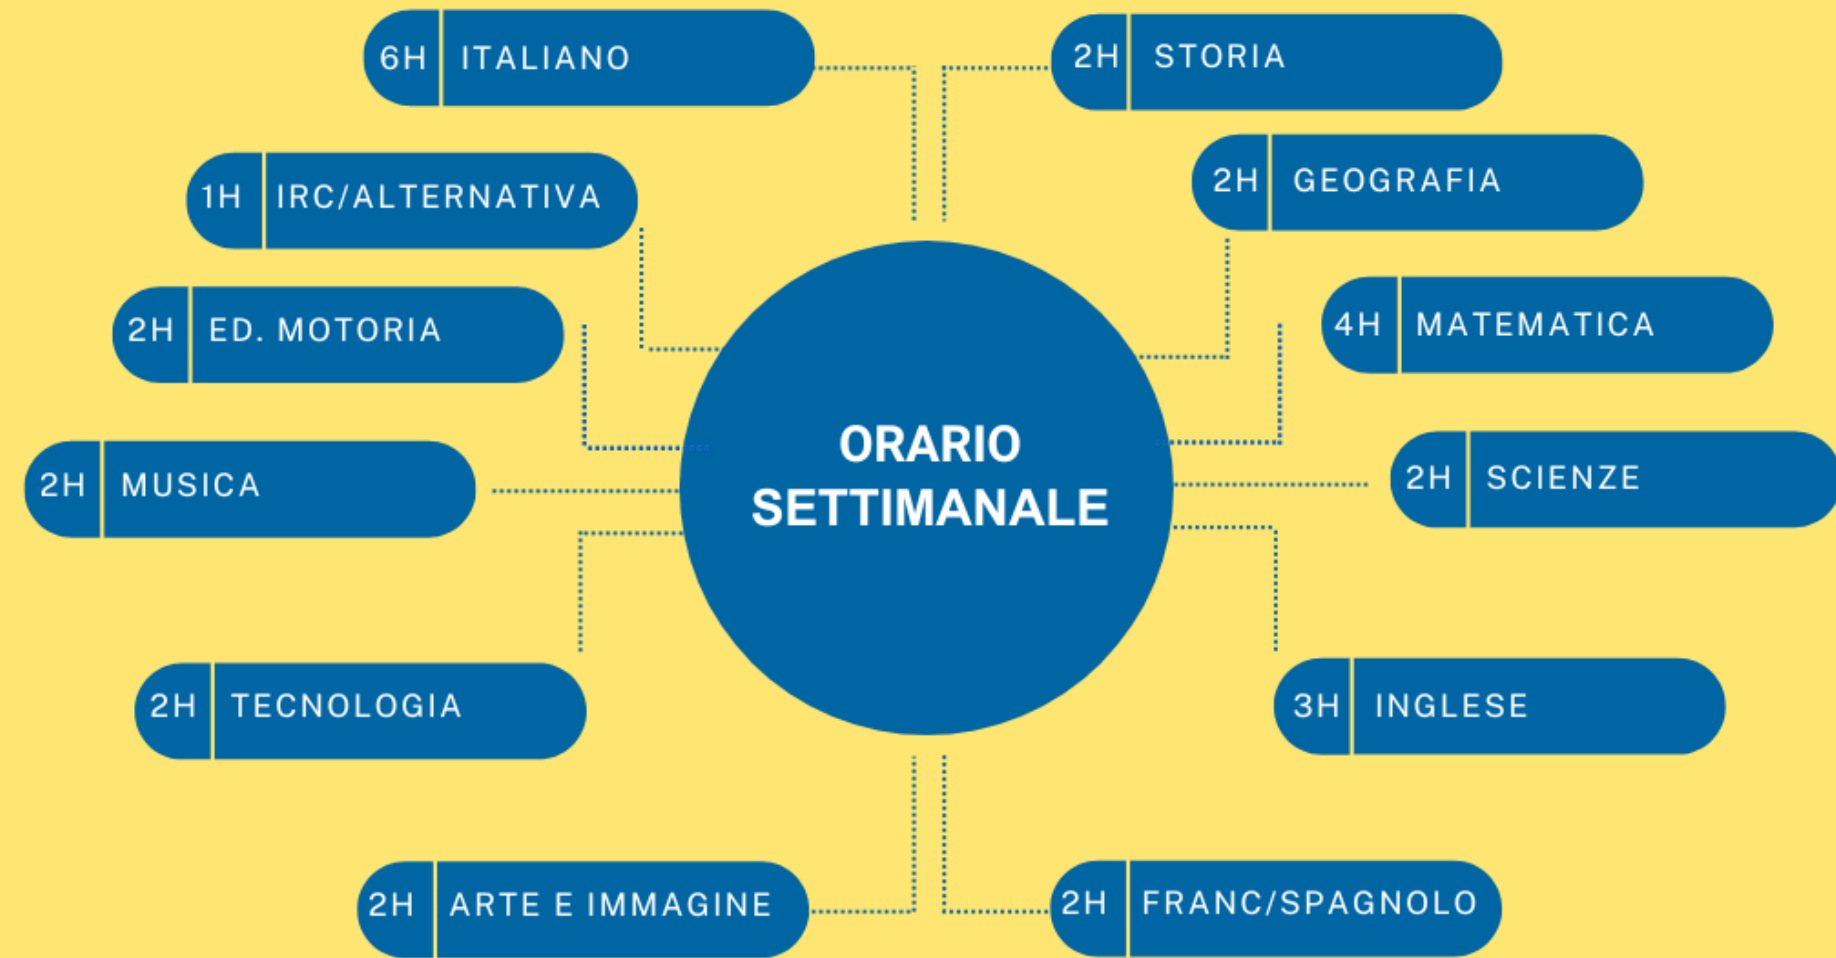 6H ITALIANO
2H STORIA
1H IRC/ALTERNATIVA
2H GEOGRAFIA
2H ED. MOTORIA
4H MATEMATICA
ORARIO
SETTIMANALE
2H MUSICA
2H SCIENZE
2H TECNOLOGIA
3H INGLESE
2H ARTE E IMMAGINE
2H FRANC/SPAGNOLO